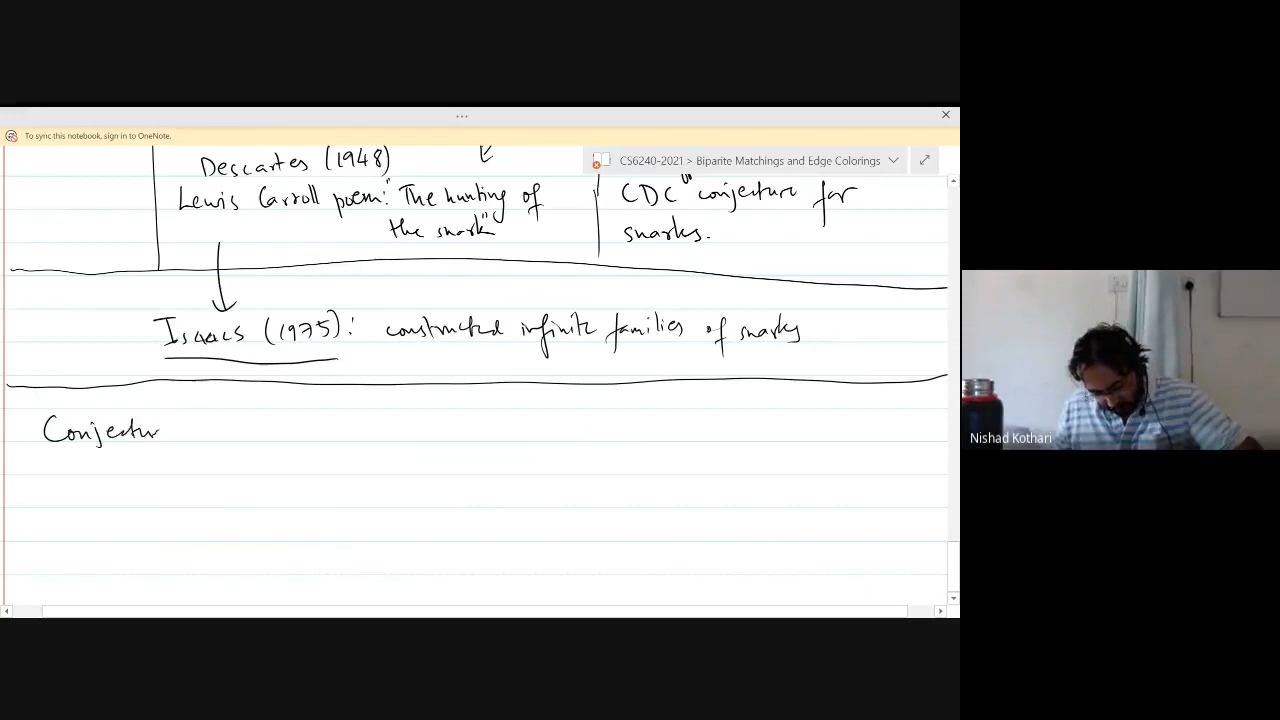 To sync this notebook, sign in to OneNote.
CS6240-2021 > Biparite Matchings and Edge Colorings
Descartes (1948)
Lewis Carroll poem: "The hunting of
the snark"
CDC conjecture for
snarks.
Isaacs (1975): constructed infinite families of snarks
Conjectur
Nishad Kothari